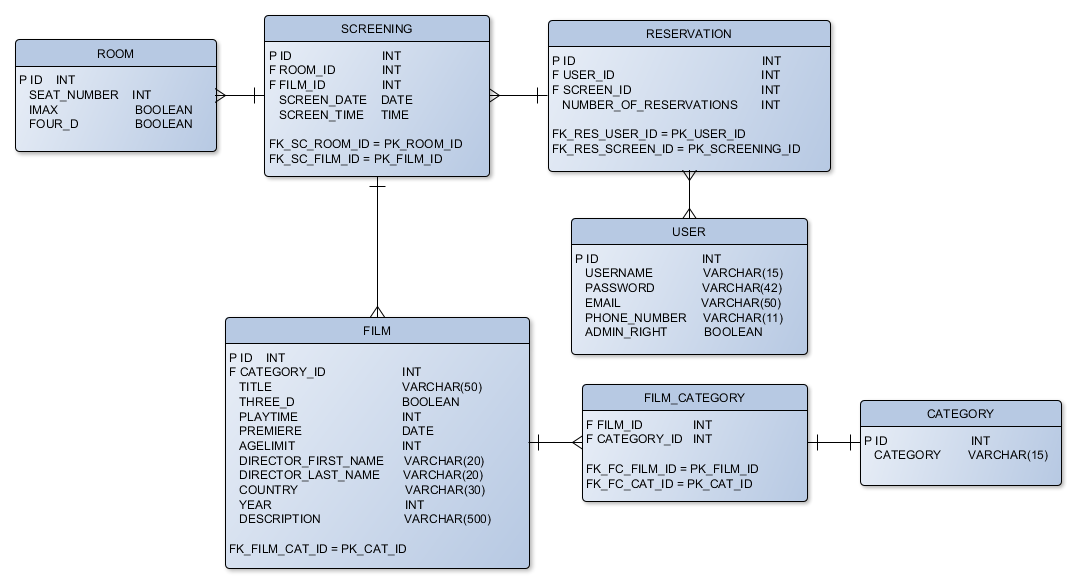 ROOM
P ID INT
SEAT_NUMBER INT
IMAX BOOLEAN
FOUR_D BOOLEAN
SCREENING
P ID INT
F ROOM_ID INT
F FILM_ID INT
SCREEN_DATE DATE
SCREEN_TIME TIME
FK_SC_ROOM_ID = PK_ROOM_ID
FK_SC_FILM_ID = PK_FILM_ID
RESERVATION
P ID INT
F USER_ID INT
F SCREEN_ID INT
NUMBER_OF_RESERVATIONS INT
FK_RES_USER_ID = PK_USER_ID
FK_RES_SCREEN_ID = PK_SCREENING_ID
USER
P ID INT
USERNAME VARCHAR(15)
PASSWORD VARCHAR(42)
EMAIL VARCHAR(50)
PHONE_NUMBER VARCHAR(11)
ADMIN_RIGHT BOOLEAN
FILM
P ID INT
F CATEGORY_ID INT
TITLE VARCHAR(50)
THREE_D BOOLEAN
PLAYTIME INT
PREMIERE DATE
AGELIMIT INT
DIRECTOR_FIRST_NAME VARCHAR(20)
DIRECTOR_LAST_NAME VARCHAR(20)
COUNTRY VARCHAR(30)
YEAR INT
DESCRIPTION VARCHAR(500)
FK_FILM_CAT_ID = PK_CAT_ID
FILM_CATEGORY
F FILM_ID INT
F CATEGORY_ID INT
FK_FC_FILM_ID = PK_FILM_ID
FK_FC_CAT_ID = PK_CAT_ID
CATEGORY
P ID INT
CATEGORY VARCHAR(15)